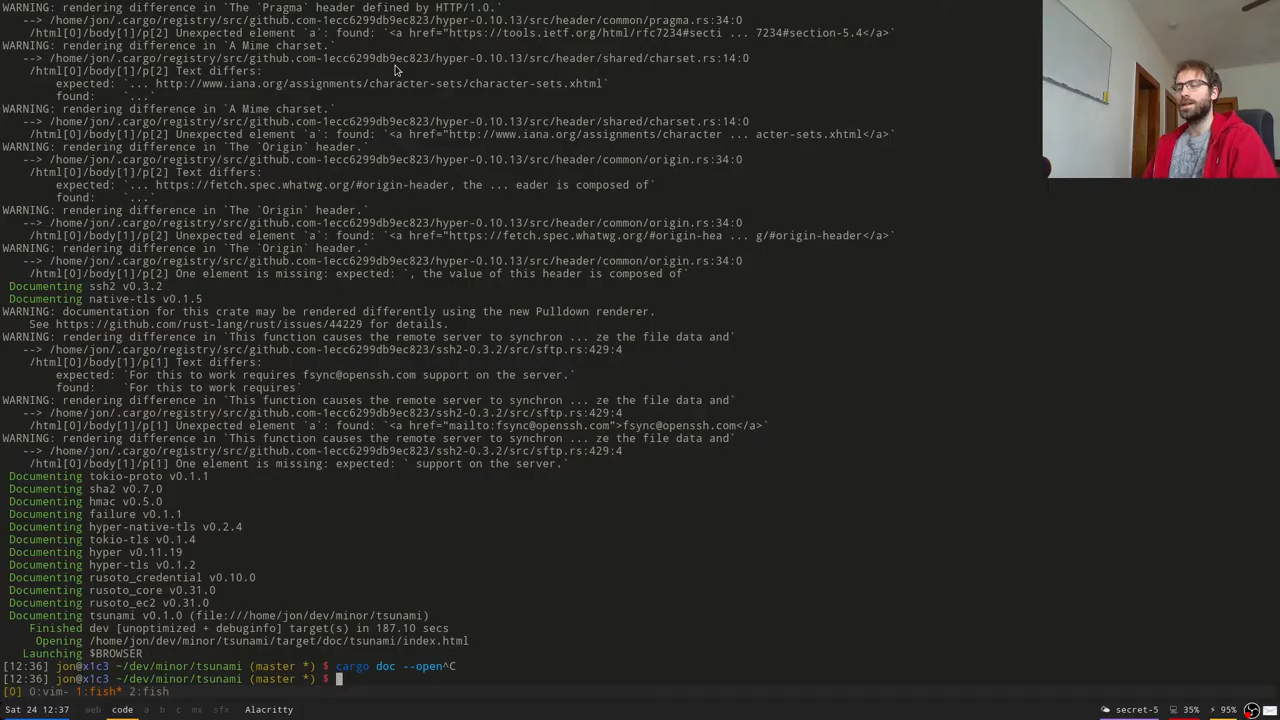 WARNING: rendering difference in `The `Pragma` header defined by HTTP/1.0.`
--> /home/jon/.cargo/registry/src/github.com-1ecc6299db9ec823/hyper-0.10.13/src/header/common/pragma.rs:34:0
/html[0]/body[1]/p[2] Unexpected element `a`: found: `<a href="https://tools.ietf.org/html/rfc7234#secti ... 7234#section-5.4</a>`
WARNING: rendering difference in `A Mime charset.`
--> /home/jon/.cargo/registry/src/github.com-1ecc6299db9ec823/hyper-0.10.13/src/header/shared/charset.rs:14:0
/html[0]/body[1]/p[2] Text differs:
expected: `... http://www.iana.org/assignments/character-sets/character-sets.xhtml`
found: `...`
WARNING: rendering difference in `A Mime charset.`
--> /home/jon/.cargo/registry/src/github.com-1ecc6299db9ec823/hyper-0.10.13/src/header/shared/charset.rs:14:0
/html[0]/body[1]/p[2] Unexpected element `a`: found: `<a href="http://www.iana.org/assignments/character ... acter-sets.xhtml</a>`
WARNING: rendering difference in `The `Origin` header.`
--> /home/jon/.cargo/registry/src/github.com-1ecc6299db9ec823/hyper-0.10.13/src/header/common/origin.rs:34:0
/html[0]/body[1]/p[2] Text differs:
expected: `... https://fetch.spec.whatwg.org/#origin-header, the ... eader is composed of`
found: `...`
WARNING: rendering difference in `The `Origin` header.`
--> /home/jon/.cargo/registry/src/github.com-1ecc6299db9ec823/hyper-0.10.13/src/header/common/origin.rs:34:0
/html[0]/body[1]/p[2] Unexpected element `a`: found: `<a href="https://fetch.spec.whatwg.org/#origin-hea ... g/#origin-header</a>`
WARNING: rendering difference in `The `Origin` header.`
--> /home/jon/.cargo/registry/src/github.com-1ecc6299db9ec823/hyper-0.10.13/src/header/common/origin.rs:34:0
/html[0]/body[1]/p[2] One element is missing: expected: `, the value of this header is composed of`
Documenting ssh2 v0.3.2
Documenting native-tls v0.1.5
WARNING: documentation for this crate may be rendered differently using the new Pulldown renderer.
See https://github.com/rust-lang/rust/issues/44229 for details.
WARNING: rendering difference in `This function causes the remote server to synchron ... ze the file data and`
--> /home/jon/.cargo/registry/src/github.com-1ecc6299db9ec823/ssh2-0.3.2/src/sftp.rs:429:4
/html[0]/body[1]/p[1] Text differs:
expected: `For this to work requires fsync@openssh.com support on the server.`
found: `For this to work requires`
WARNING: rendering difference in `This function causes the remote server to synchron ... ze the file data and`
--> /home/jon/.cargo/registry/src/github.com-1ecc6299db9ec823/ssh2-0.3.2/src/sftp.rs:429:4
/html[0]/body[1]/p[1] Unexpected element `a`: found: `<a href="mailto:fsync@openssh.com">fsync@openssh.com</a>`
WARNING: rendering difference in `This function causes the remote server to synchron ... ze the file data and`
--> /home/jon/.cargo/registry/src/github.com-1ecc6299db9ec823/ssh2-0.3.2/src/sftp.rs:429:4
/html[0]/body[1]/p[1] One element is missing: expected: ` support on the server.`
Documenting tokio-proto v0.1.1
Documenting sha2 v0.7.0
Documenting hmac v0.5.0
Documenting failure v0.1.1
Documenting hyper-native-tls v0.2.4
Documenting tokio-tls v0.1.4
Documenting hyper v0.11.19
Documenting hyper-tls v0.1.2
Documenting rusoto_credential v0.10.0
Documenting rusoto_core v0.31.0
Documenting rusoto_ec2 v0.31.0
Documenting tsunami v0.1.0 (file:///home/jon/dev/minor/tsunami)
Finished dev [unoptimized + debuginfo] target(s) in 187.10 secs
Opening /home/jon/dev/minor/tsunami/target/doc/tsunami/index.html
Launching $BROWSER
[12:36] jon@x1c3 ~/dev/minor/tsunami (master *) $ cargo doc --open^C
[12:36] jon@x1c3 ~/dev/minor/tsunami (master *) $
[0] 0:vim- 1:fish* 2:fish
Sat 24 12:37 web code a b c mx sfx Alacritty secret-5 35% 95%